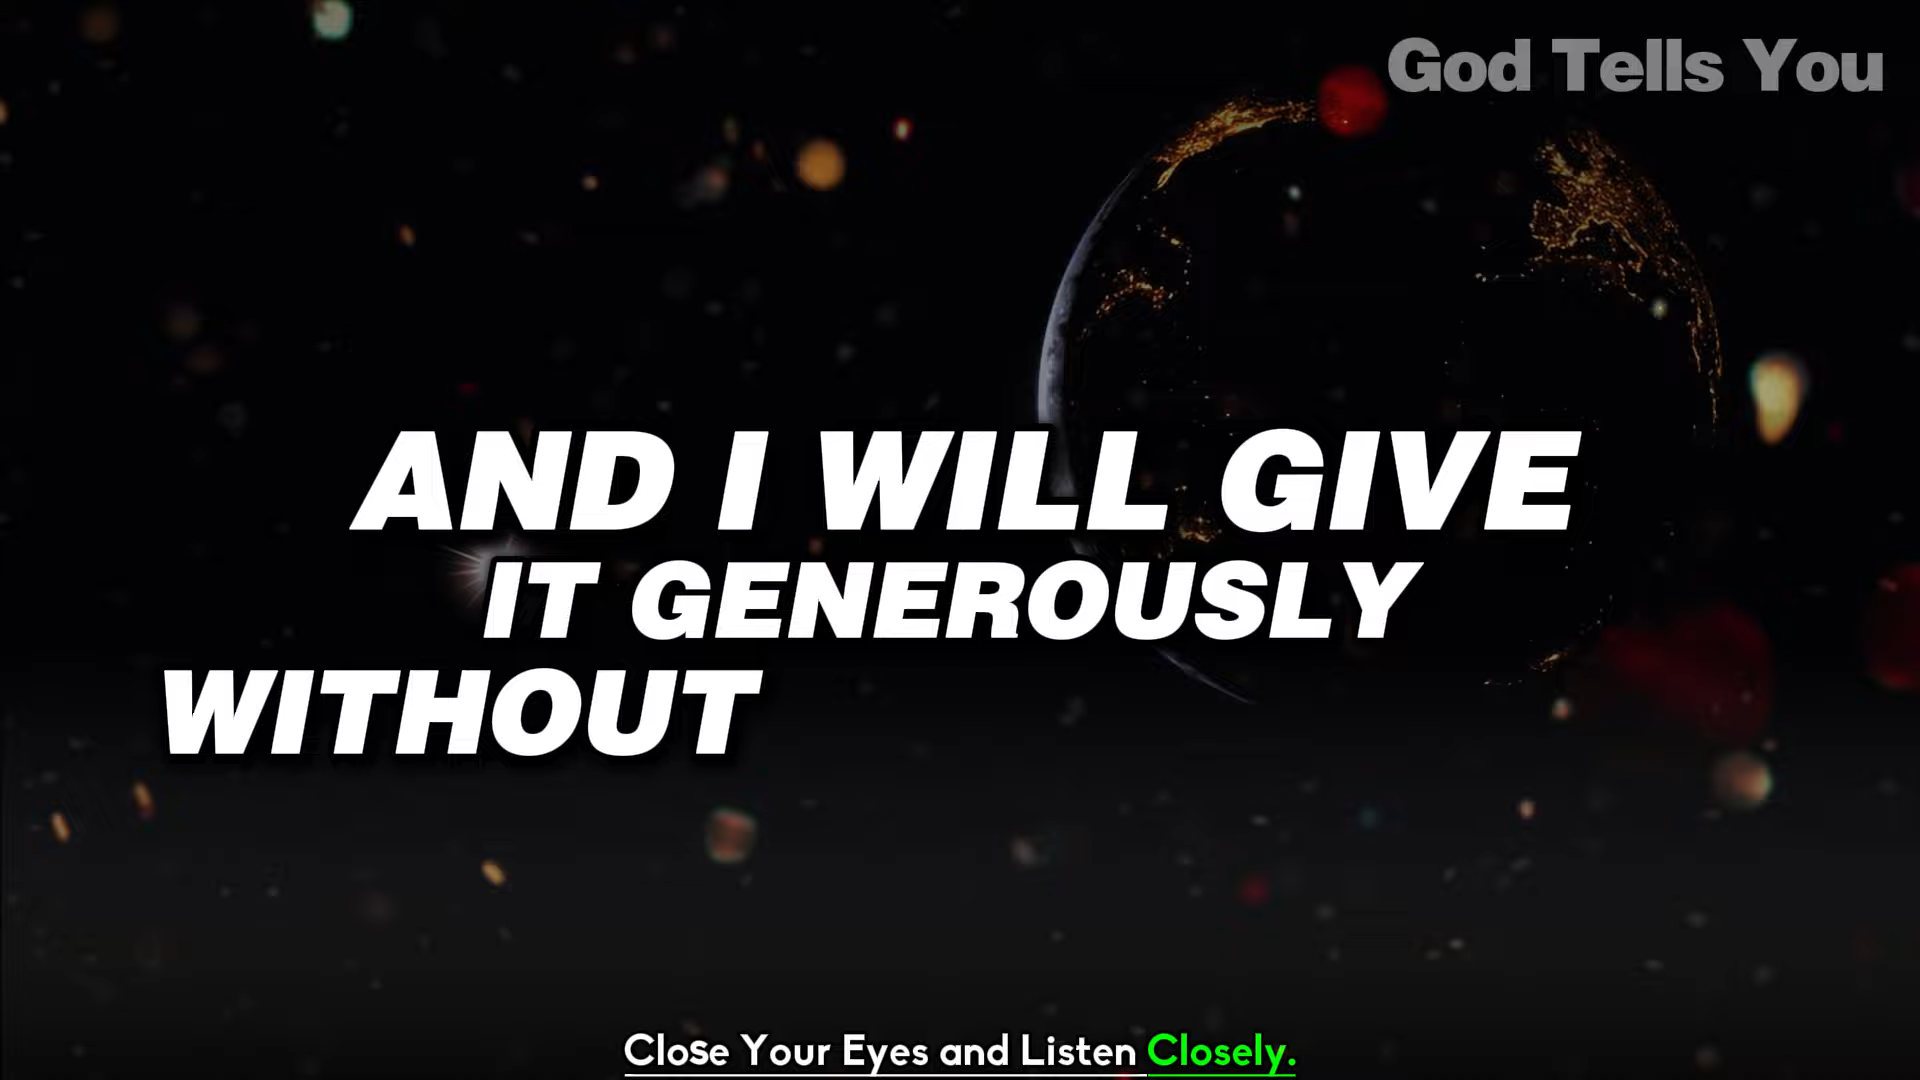 God Tells You
AND I WILL GIVE
IT GENEROUSLY
WITHOUT
Close Your Eyes and Listen Closely.